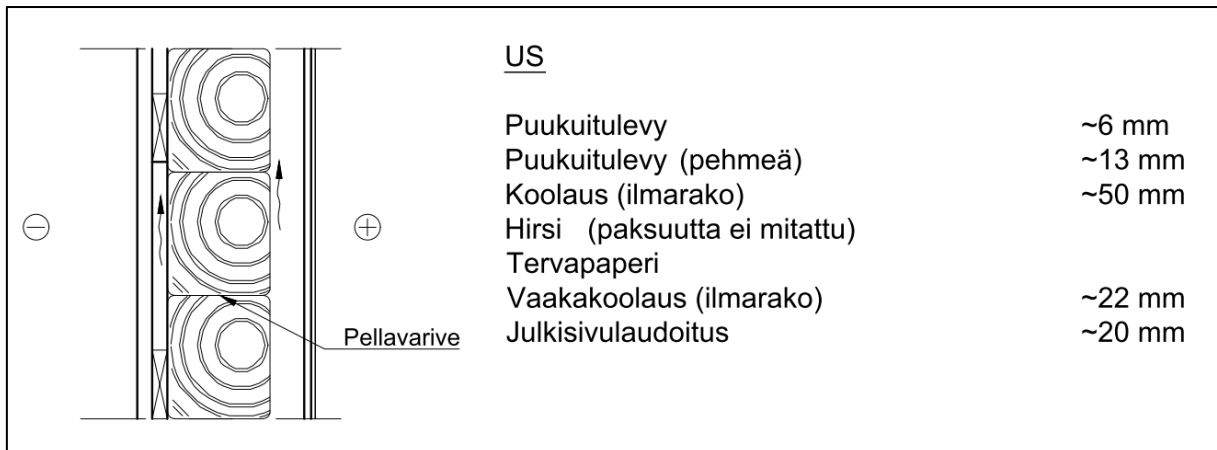 US
Puukuitulevy ~6 mm
Puukuitulevy (pehmeä) ~13 mm
Koolaus (ilmarako) ~50 mm
Hirsi (paksuutta ei mitattu)
Tervapaperi
Vaakakoolaus (ilmarako) ~22 mm
Julkisivulaudoitus ~20 mm
Pellavarive